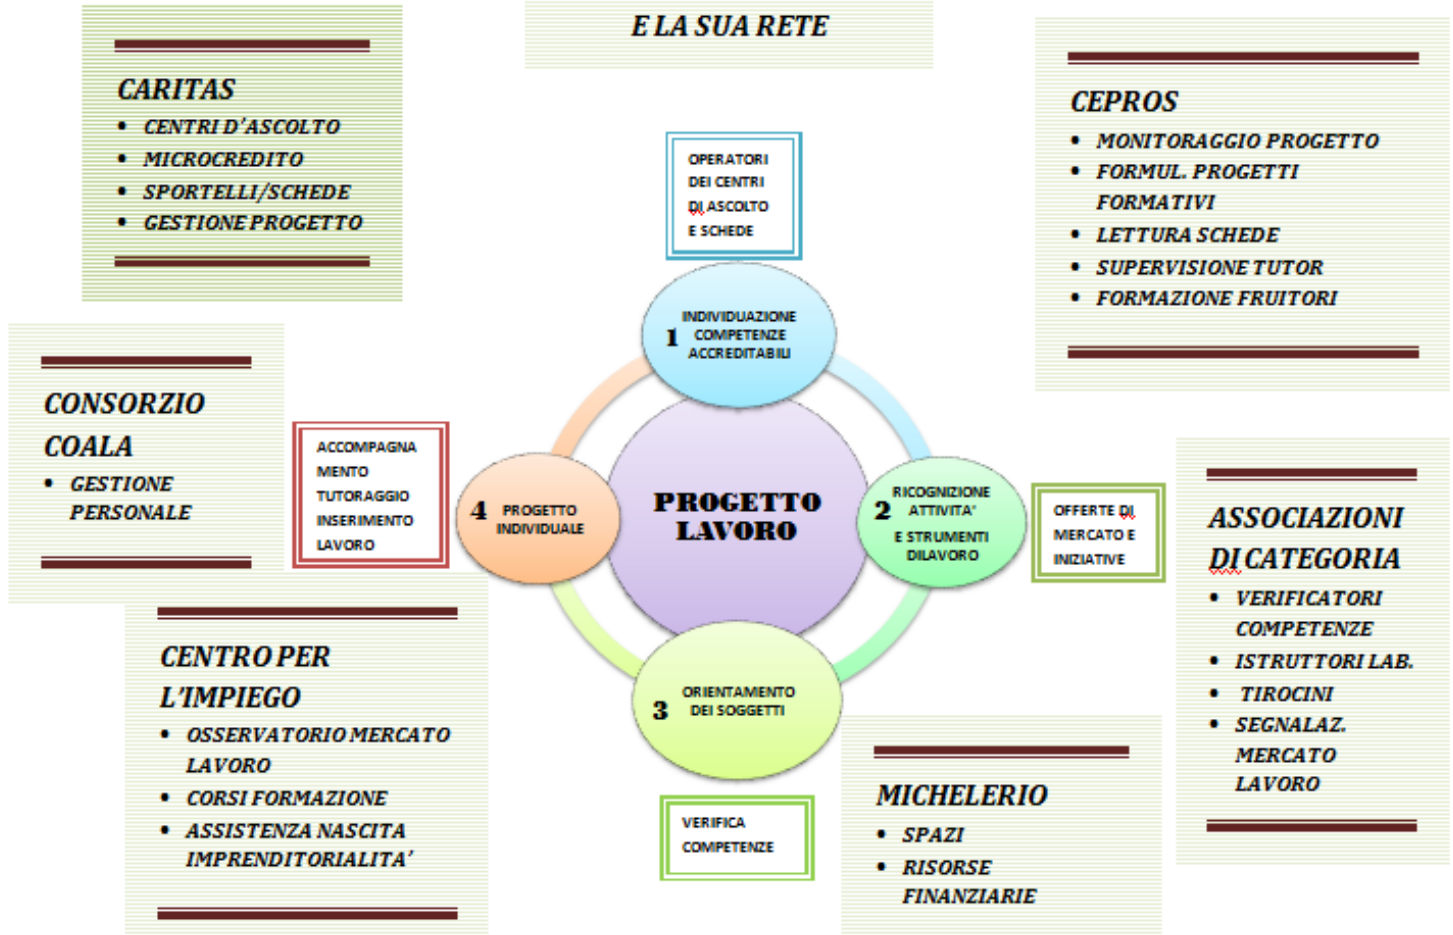 E LA SUA RETE
CARITAS
• CENTRI D'ASCOLTO
• MICROCREDITO
• SPORTELLI/SCHEDE
• GESTIONE PROGETTO
CEPROS
• MONITORAGGIO PROGETTO
• FORMUL. PROGETTI
FORMATIVI
• LETTURA SCHEDE
• SUPERVISIONE TUTOR
• FORMAZIONE FRUITORI
OPERATORI
DEI CENTRI
DI ASCOLTO
E SCHEDE
1
INDIVIDUAZIONE
COMPETENZE
ACCREDITABILI
CONSORZIO
COALA
• GESTIONE
PERSONALE
ACCOMPAGNA
MENTO
TUTORAGGIO
INSERIMENTO
LAVORO
4
PROGETTO
INDIVIDUALE
PROGETTO
LAVORO
2
RICOGNIZIONE
ATTIVITA'
E STRUMENTI
DILAVORO
OFFERTE DI
MERCATO E
INIZIATIVE
ASSOCIAZIONI
DI CATEGORIA
• VERIFICATORI
COMPETENZE
• ISTRUTTORI LAB.
• TIROCINI
• SEGNALAZ.
MERCATO
LAVORO
CENTRO PER
L'IMPIEGO
• OSSERVATORIO MERCATO
LAVORO
• CORSI FORMAZIONE
• ASSISTENZA NASCITA
IMPRENDITORIALITA'
3
ORIENTAMENTO
DEI SOGGETTI
VERIFICA
COMPETENZE
MICHELERIO
• SPAZI
• RISORSE
FINANZIARIE